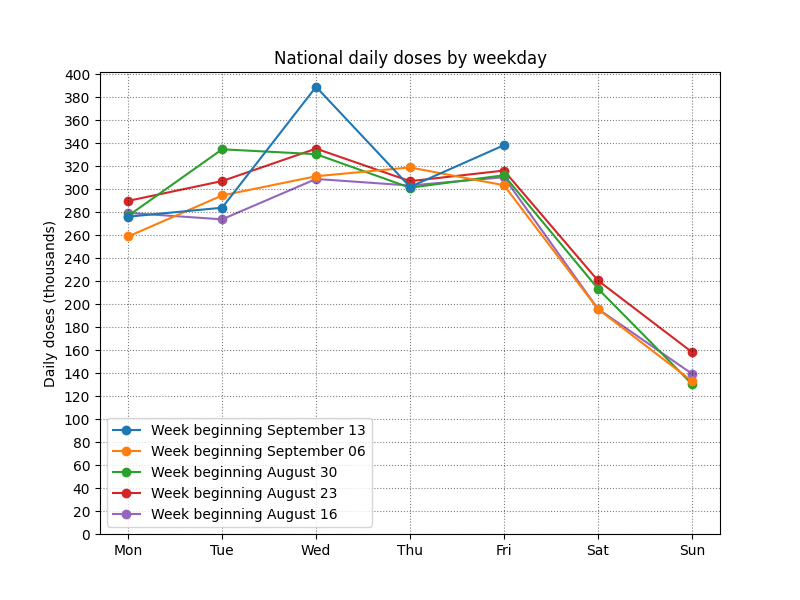 National daily doses by weekday
400
380
360
340
320
300
280
260
240
220
200
180
160
140
120
100
80
60
40
20
0
Daily doses (thousands)
Week beginning September 13
Week beginning September 06
Week beginning August 30
Week beginning August 23
Week beginning August 16
Mon Tue Wed Thu Fri Sat Sun